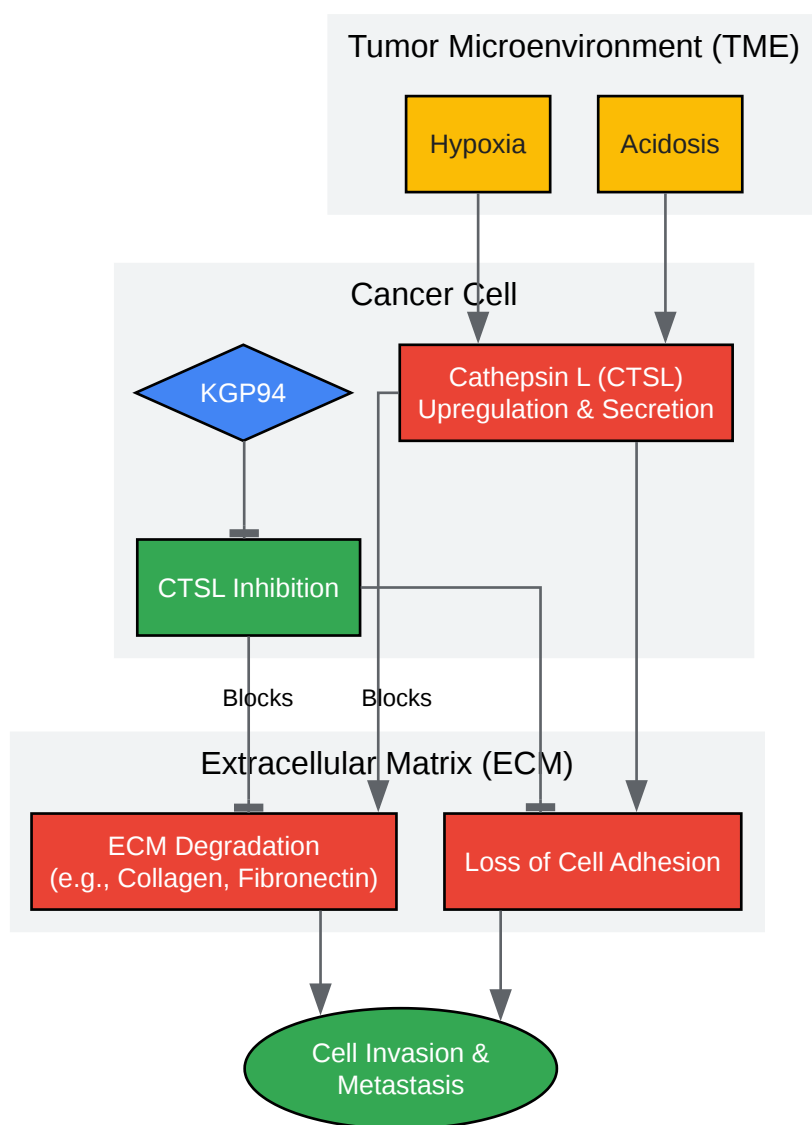 Tumor Microenvironment (TME)
Hypoxia
Acidosis
Cancer Cell
KGP94
Cathepsin L (CTSL)
Upregulation & Secretion
CTSL Inhibition
Blocks
Blocks
Extracellular Matrix (ECM)
ECM Degradation
(e.g., Collagen, Fibronectin)
Loss of Cell Adhesion
Cell Invasion &
Metastasis